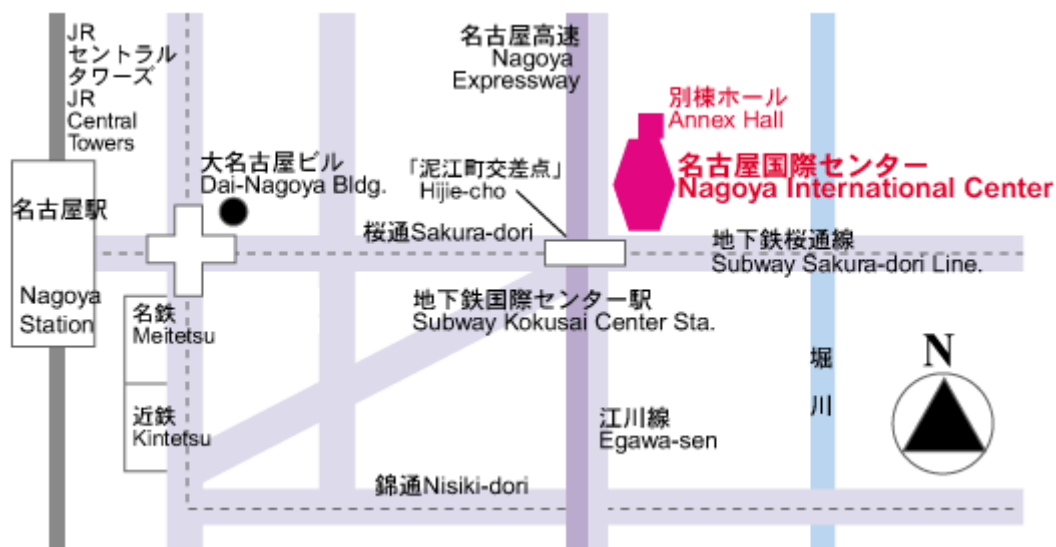 JR
セントラル
タワーズ
JR
Central
Towers
名古屋高速
Nagoya
Expressway
別棟ホール
Annex Hall
名古屋国際センター
Nagoya International Center
大名古屋ビル
Dai-Nagoya Bldg.
「泥江町交差点」
Hijie-cho
名古屋駅
Nagoya
Station
桜通Sakura-dori
地下鉄桜通線
Subway Sakura-dori Line.
地下鉄国際センター駅
Subway Kokusai Center Sta.
名鉄
Meitetsu
近鉄
Kintetsu
堀川
N
江川線
Egawa-sen
錦通Nisiki-dori